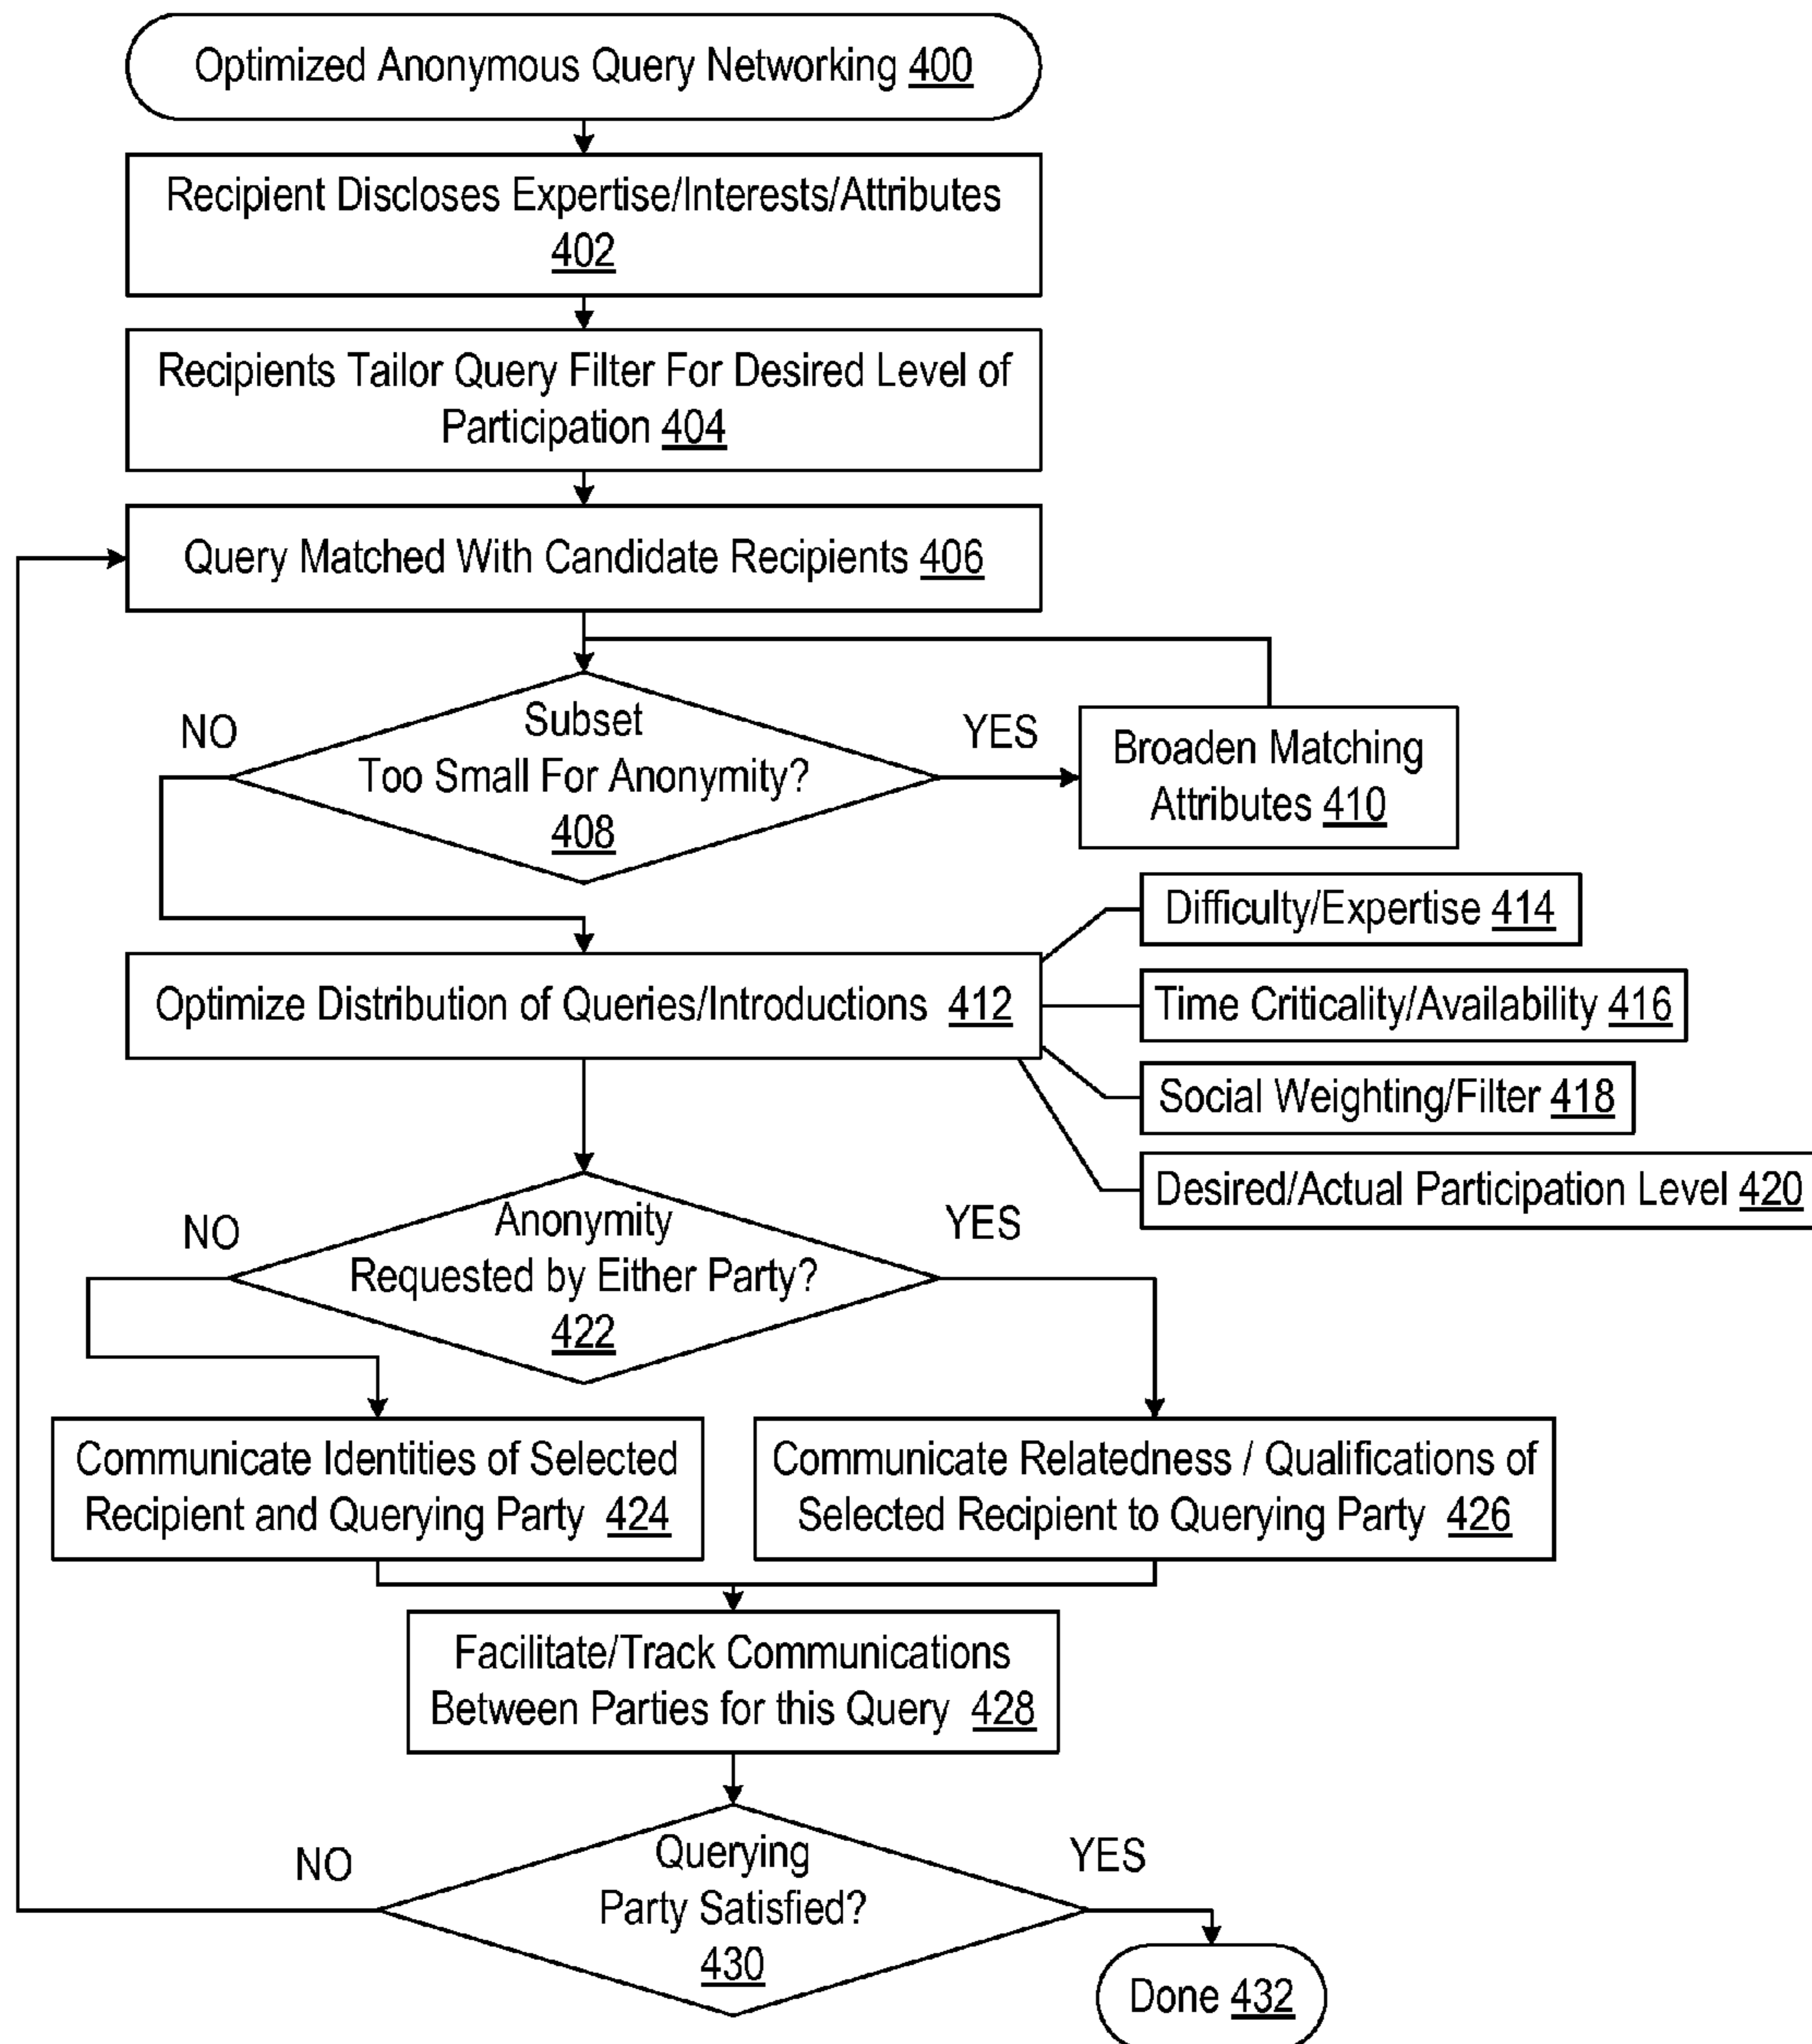 Optimized Anonymous Query Networking 400
Recipient Discloses Expertise/Interests/Attributes
402
Recipients Tailor Query Filter For Desired Level of
Participation 404
Query Matched With Candidate Recipients 406
NO
Subset
Too Small For Anonymity?
408
YES
Broaden Matching
Attributes 410
Optimize Distribution of Queries/Introductions 412
Difficulty/Expertise 414
Time Criticality/Availability 416
Social Weighting/Filter 418
Desired/Actual Participation Level 420
NO
Anonymity
Requested by Either Party?
422
YES
Communicate Identities of Selected
Recipient and Querying Party 424
Communicate Relatedness / Qualifications of
Selected Recipient to Querying Party 426
Facilitate/Track Communications
Between Parties for this Query 428
NO
Querying
Party Satisfied?
430
YES
Done 432